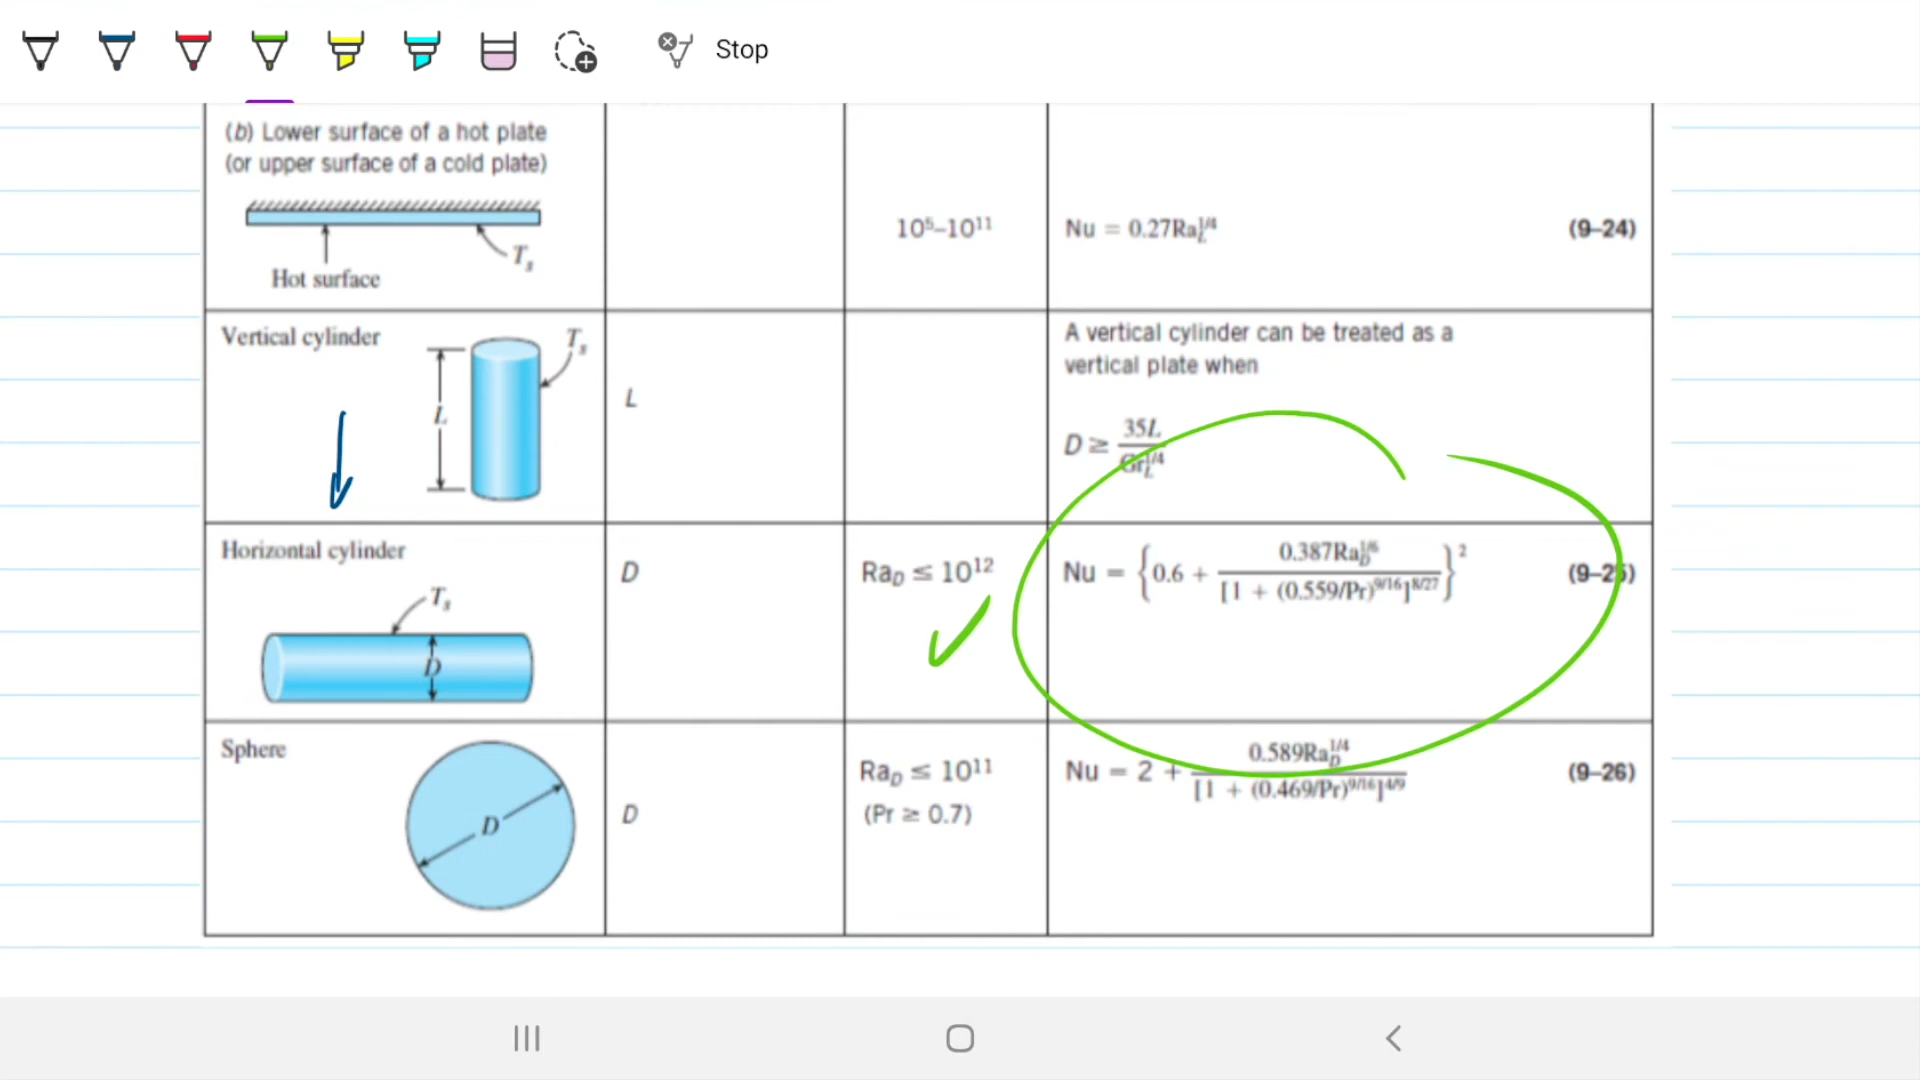 Stop
(b) Lower surface of a hot plate
(or upper surface of a cold plate)
Hot surface
T_s
10⁵–10¹¹
Nu = 0.27Ra_L^{1/4}
(9–24)
Vertical cylinder
L
T_s
L
A vertical cylinder can be treated as a
vertical plate when
D ≥ 35L / Gr_L^{1/4}
Horizontal cylinder
T_s
D
D
Ra_D ≤ 10¹²
Nu = {0.6 + 0.387Ra_D^{1/6} / [1 + (0.559/Pr)^{9/16}]^{8/27}}²
(9–25)
Sphere
D
D
Ra_D ≤ 10¹¹
(Pr ≥ 0.7)
Nu = 2 + 0.589Ra_D^{1/4} / [1 + (0.469/Pr)^{9/16}]^{4/9}
(9–26)